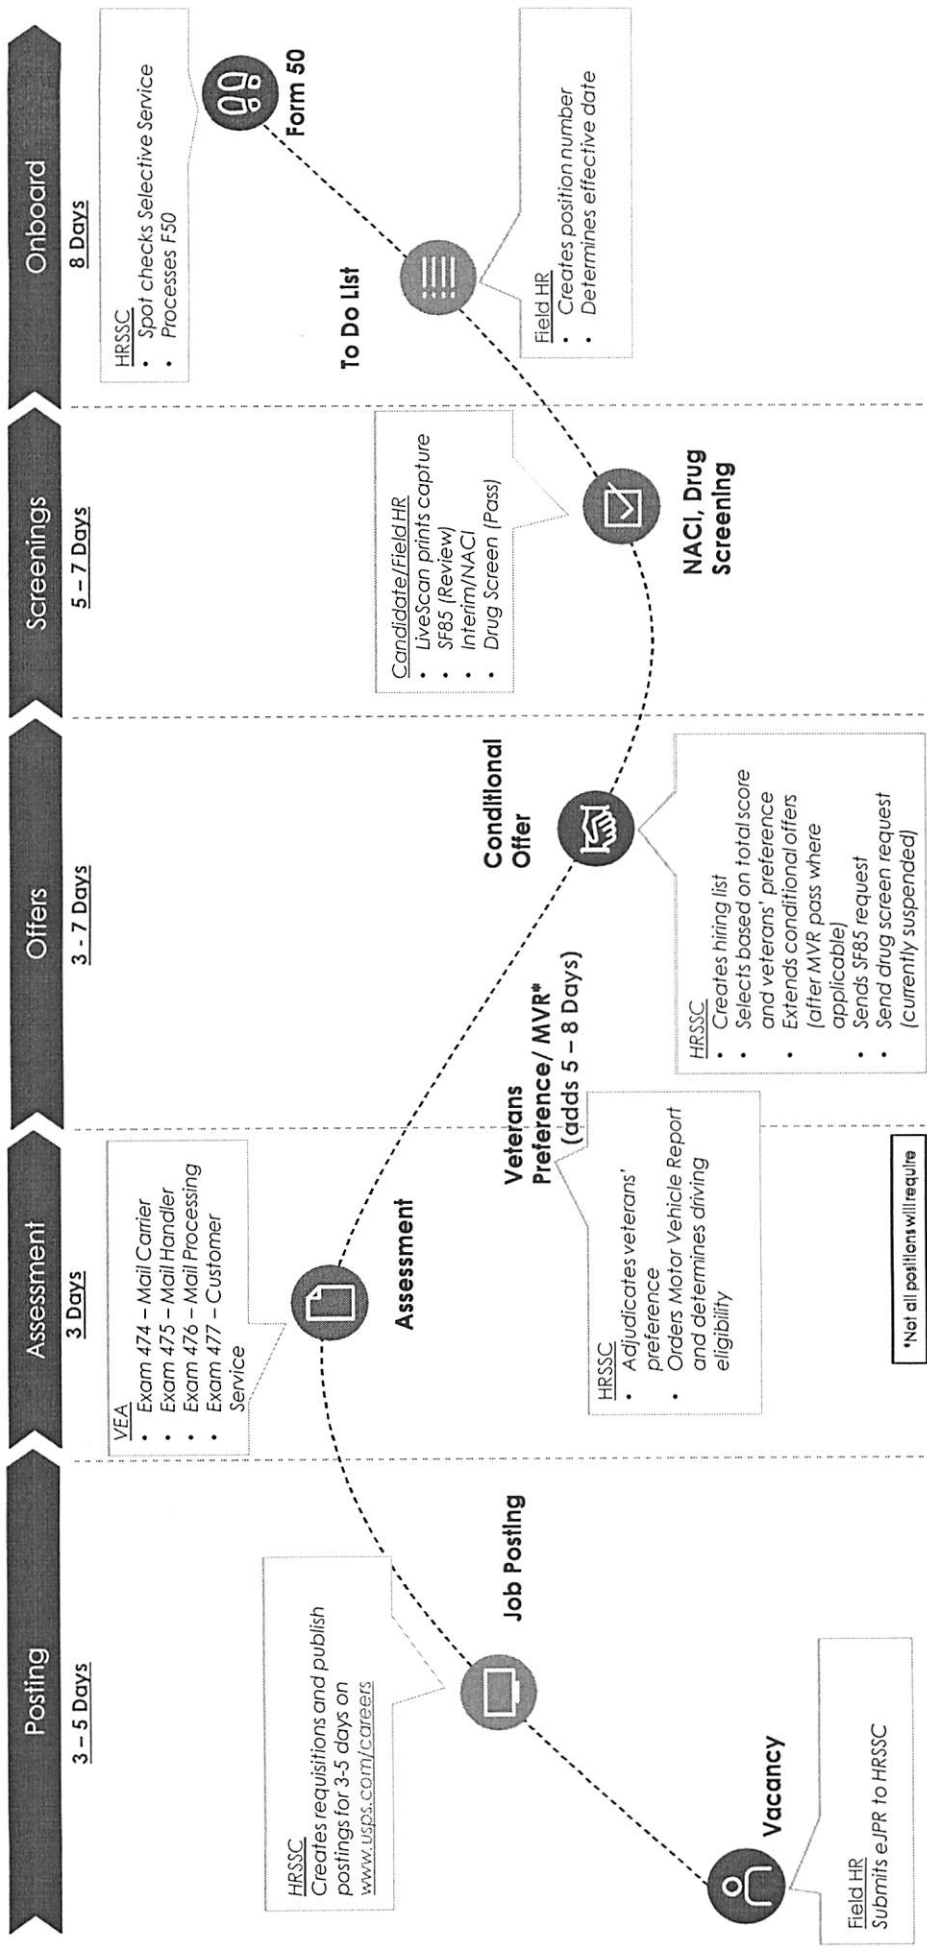 Posting
Assessment
Offers
Screenings
Onboard
3 – 5 Days
3 Days
3 - 7 Days
5 – 7 Days
8 Days
Field HR
Submits eJPR to HRSSC
Vacancy
HRSSC
Creates requisitions and publish
postings for 3-5 days on
www.usps.com/careers
Job Posting
VEA
• Exam 474 – Mail Carrier
• Exam 475 – Mail Handler
• Exam 476 – Mail Processing
• Exam 477 – Customer
Service
Assessment
Veterans
Preference/ MVR*
(adds 5 – 8 Days)
HRSSC
• Adjudicates veterans'
preference
• Orders Motor Vehicle Report
and determines driving
eligibility
Conditional
Offer
HRSSC
• Creates hiring list
• Selects based on total score
and veterans' preference
• Extends conditional offers
(after MVR pass where
applicable)
• Sends SF85 request
• Send drug screen request
(currently suspended)
Candidate/Field HR
• LiveScan prints capture
• SF85 (Review)
• Interim/NACI
• Drug Screen (Pass)
NACI, Drug
Screening
To Do List
Field HR
• Creates position number
• Determines effective date
HRSSC
• Spot checks Selective Service
• Processes F50
Form 50
*Not all positions will require